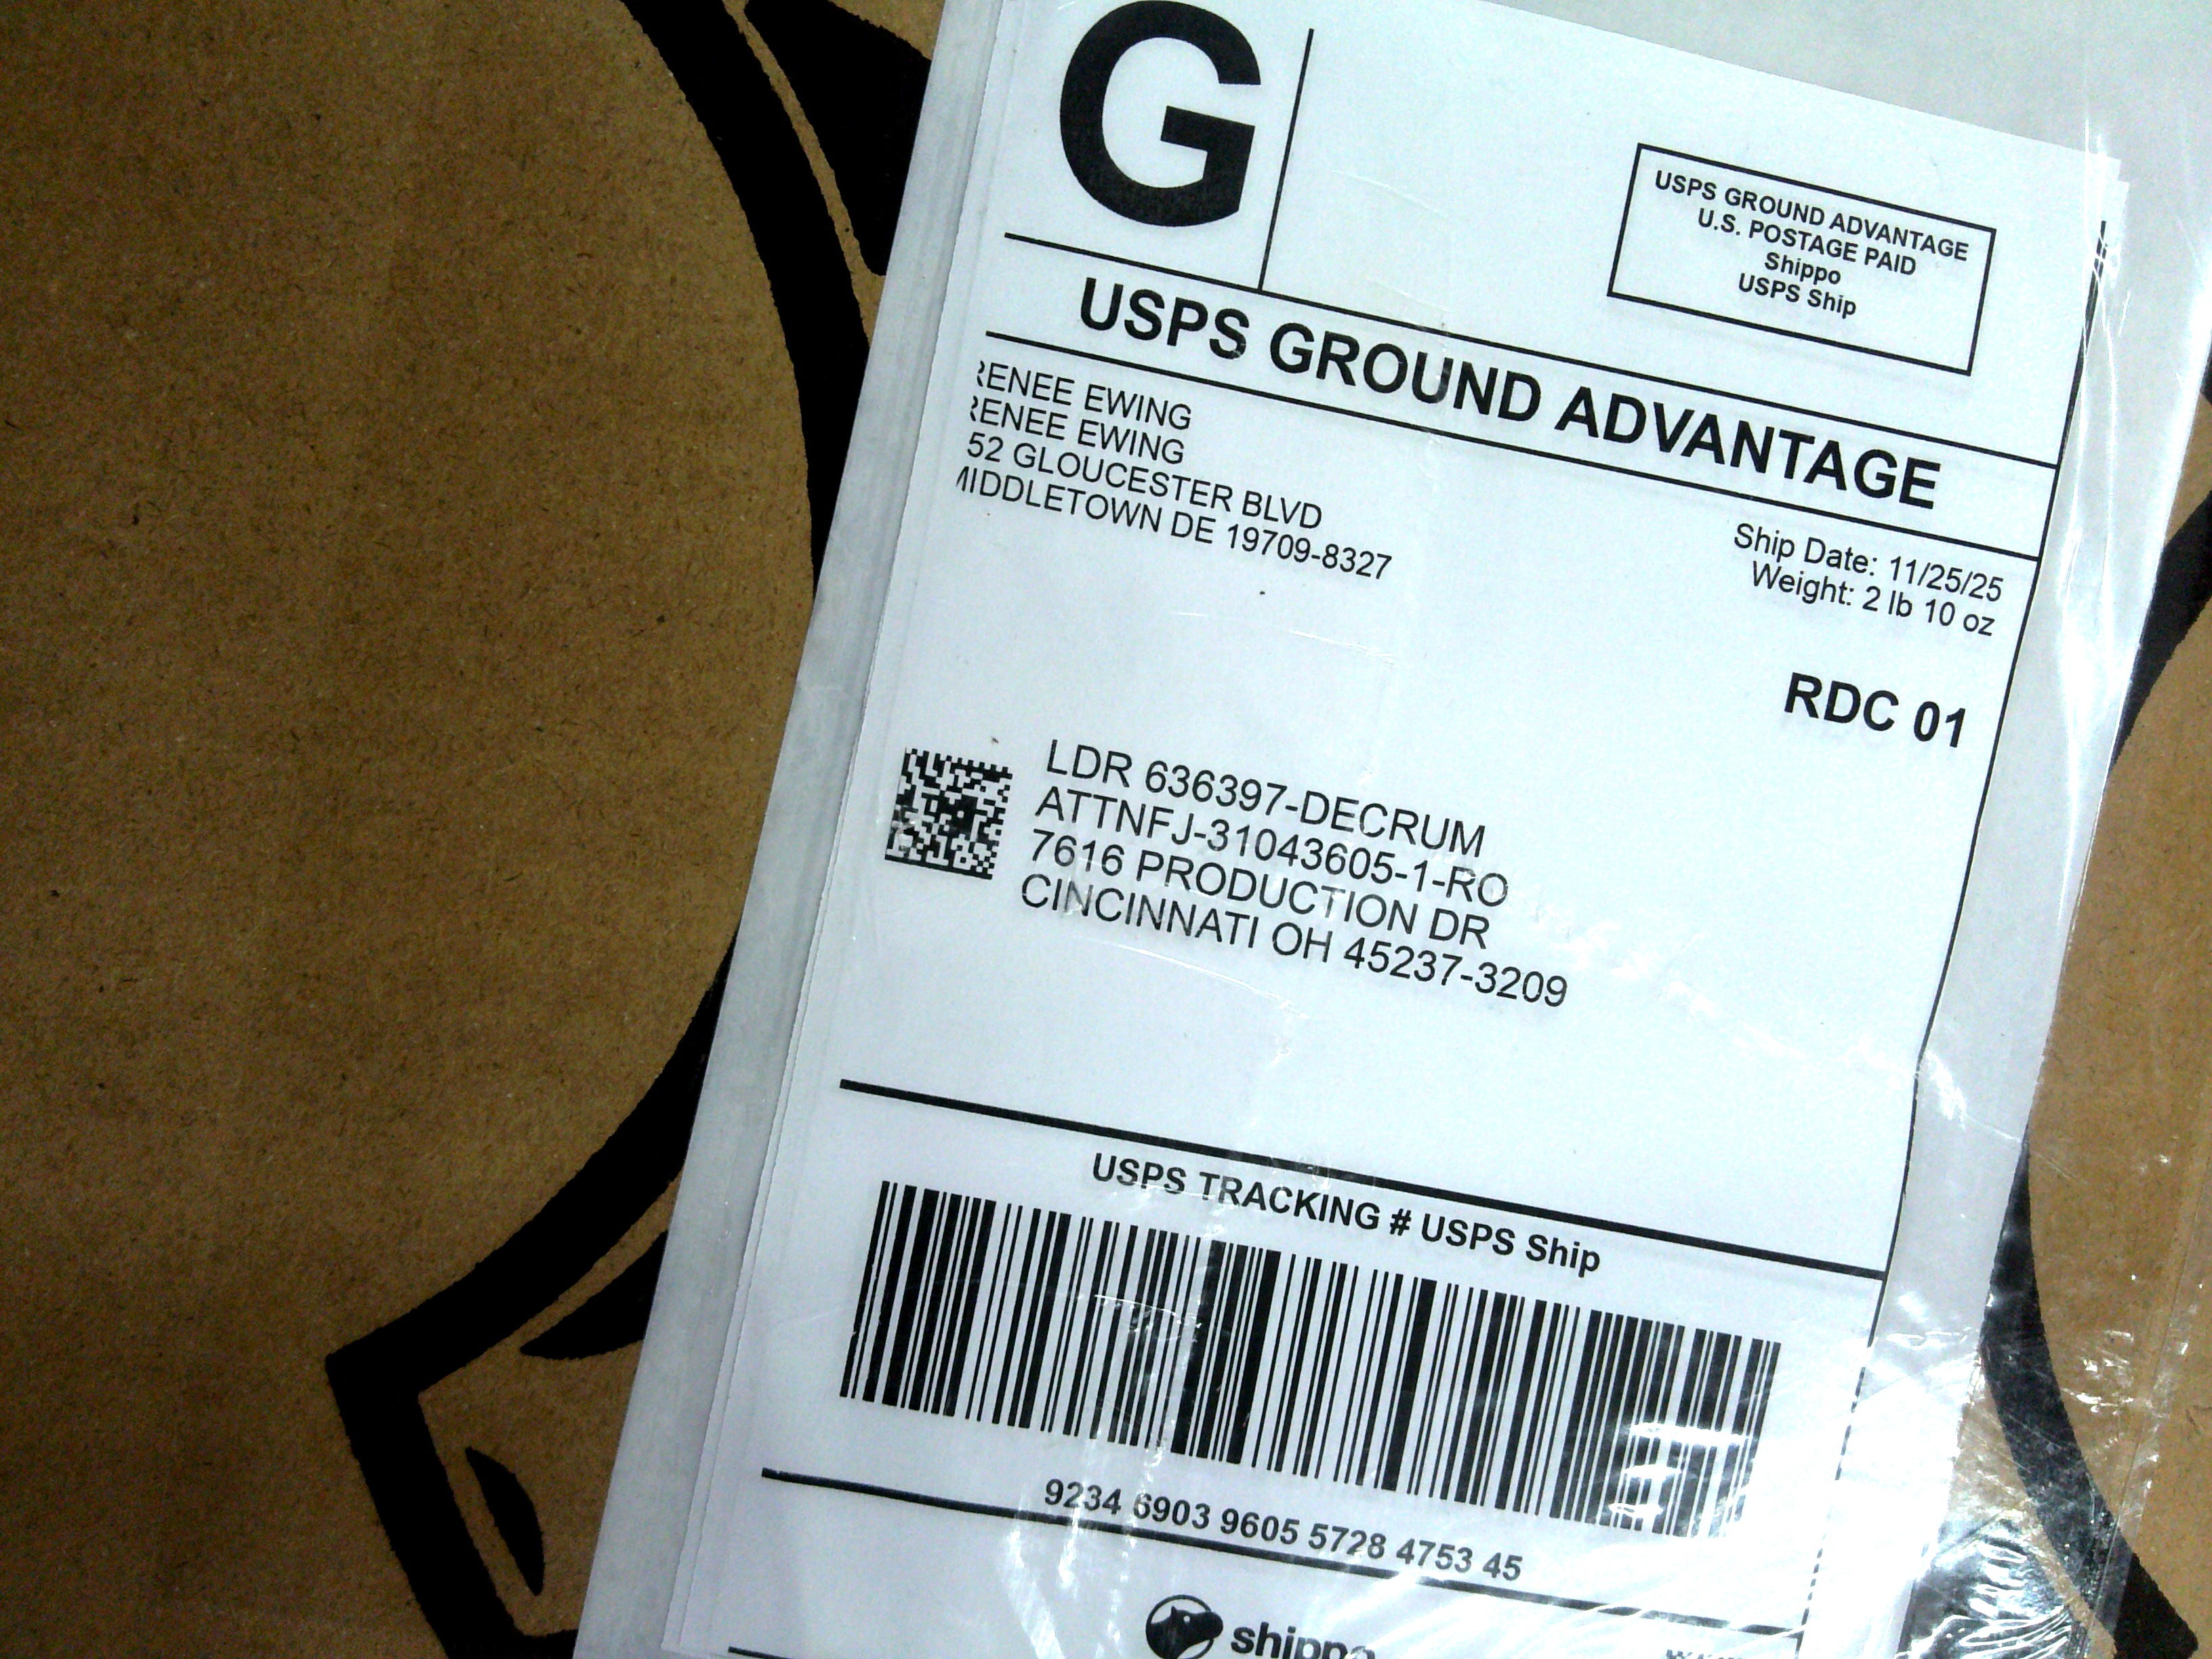 G
USPS GROUND ADVANTAGE
U.S. POSTAGE PAID
Shippo
USPS Ship
USPS GROUND ADVANTAGE
RENEE EWING
RENEE EWING
52 GLOUCESTER BLVD
MIDDLETOWN DE 19709-8327
Ship Date: 11/25/25
Weight: 2 lb 10 oz
RDC 01
LDR 636397-DECRUM
ATTNFJ-31043605-1-RO
7616 PRODUCTION DR
CINCINNATI OH 45237-3209
USPS TRACKING # USPS Ship
9234 6903 9605 5728 4753 45
shippo